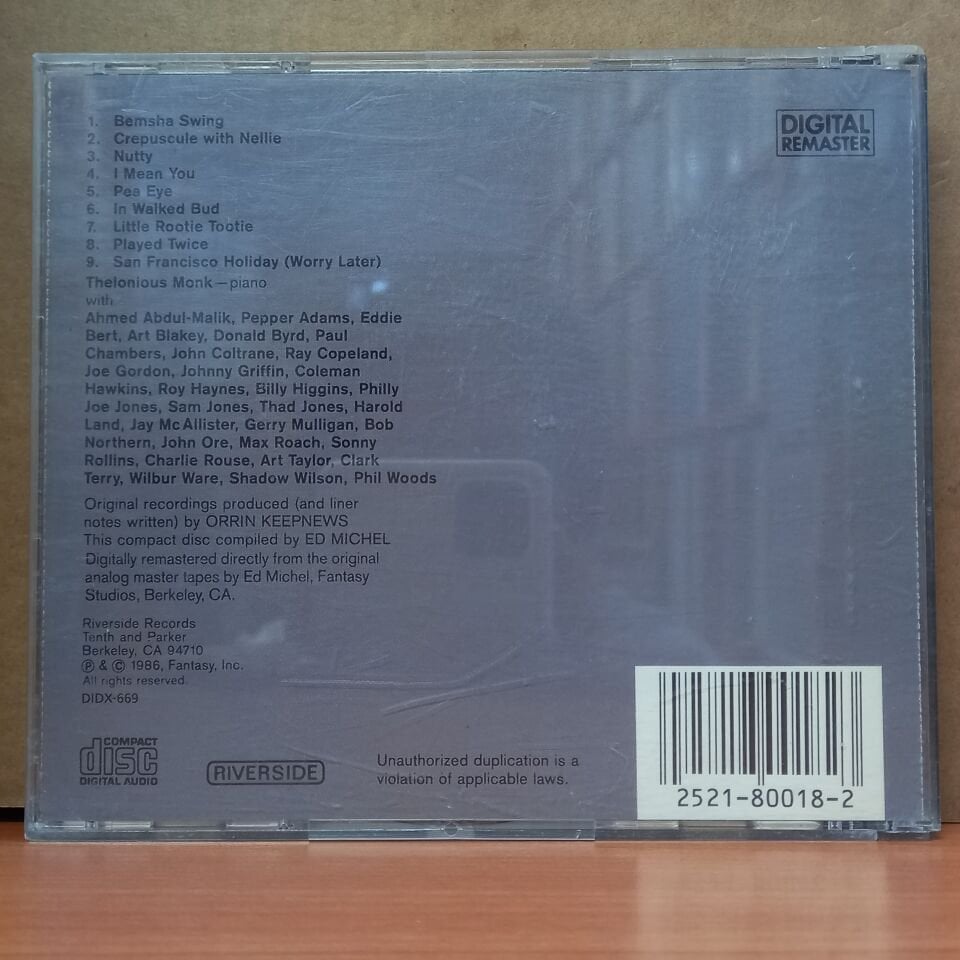 1. Bemsha Swing
2. Crepuscule with Nellie
3. Nutty
4. I Mean You
5. Pea Eye
6. In Walked Bud
7. Little Rootie Tootie
8. Played Twice
9. San Francisco Holiday (Worry Later)
DIGITAL
REMASTER
Thelonious Monk—piano
with
Ahmed Abdul-Malik, Pepper Adams, Eddie
Bert, Art Blakey, Donald Byrd, Paul
Chambers, John Coltrane, Ray Copeland,
Joe Gordon, Johnny Griffin, Coleman
Hawkins, Roy Haynes, Billy Higgins, Philly
Joe Jones, Sam Jones, Thad Jones, Harold
Land, Jay McAllister, Gerry Mulligan, Bob
Northern, John Ore, Max Roach, Sonny
Rollins, Charlie Rouse, Art Taylor, Clark
Terry, Wilbur Ware, Shadow Wilson, Phil Woods
Original recordings produced (and liner
notes written) by ORRIN KEEPNEWS
This compact disc compiled by ED MICHEL
Digitally remastered directly from the original
analog master tapes by Ed Michel, Fantasy
Studios, Berkeley, CA.
Riverside Records
Tenth and Parker
Berkeley, CA 94710
℗ & © 1986, Fantasy, Inc.
All rights reserved.
DIDX-669
COMPACT
disc
DIGITAL AUDIO
RIVERSIDE
Unauthorized duplication is a
violation of applicable laws.
2521-80018-2